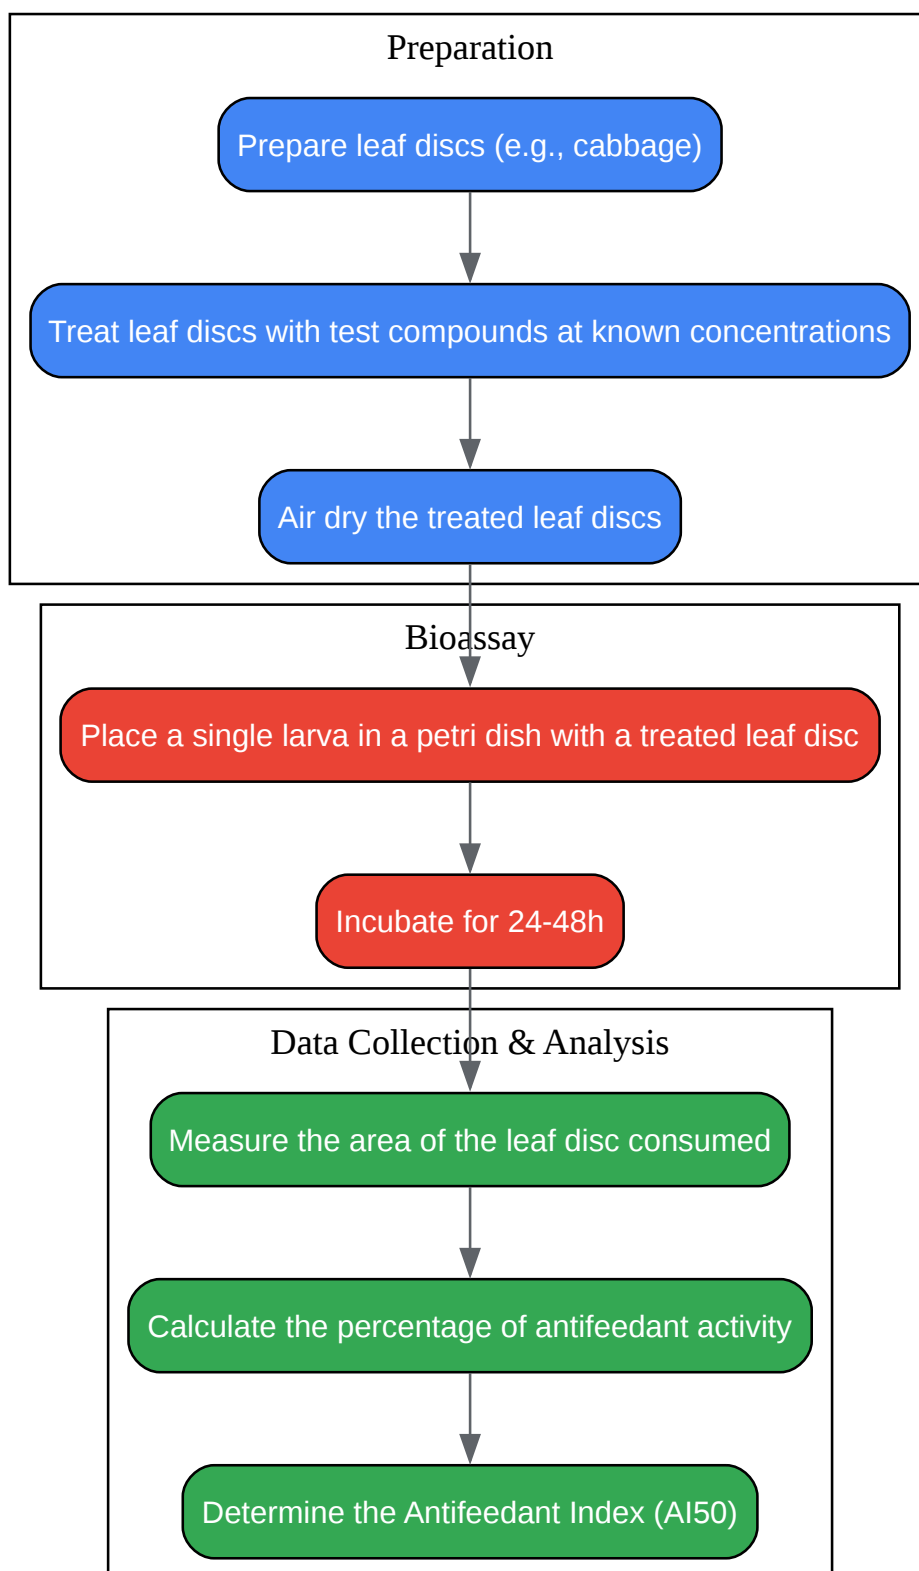 Preparation
Prepare leaf discs (e.g., cabbage)
Treat leaf discs with test compounds at known concentrations
Air dry the treated leaf discs
Bioassay
Place a single larva in a petri dish with a treated leaf disc
Incubate for 24-48h
Data Collection & Analysis
Measure the area of the leaf disc consumed
Calculate the percentage of antifeedant activity
Determine the Antifeedant Index (AI50)